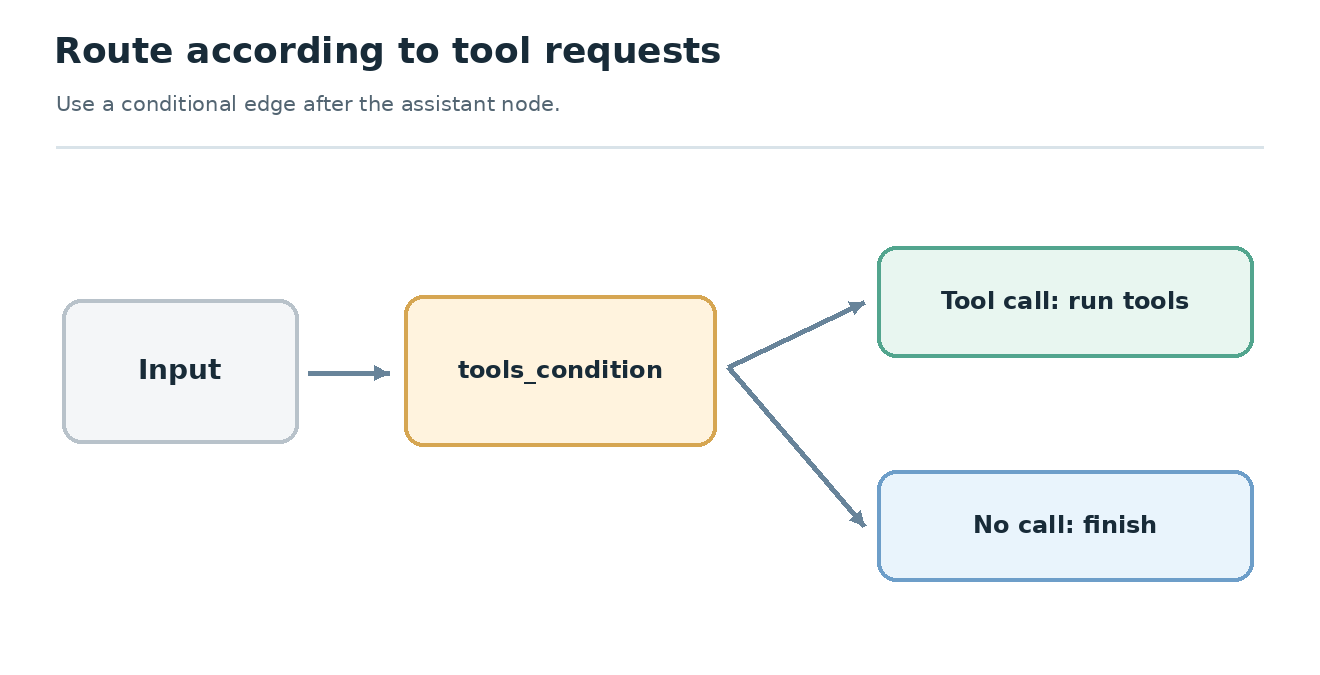 Route according to tool requests
Use a conditional edge after the assistant node.
Input
tools_condition
Tool call: run tools
No call: finish